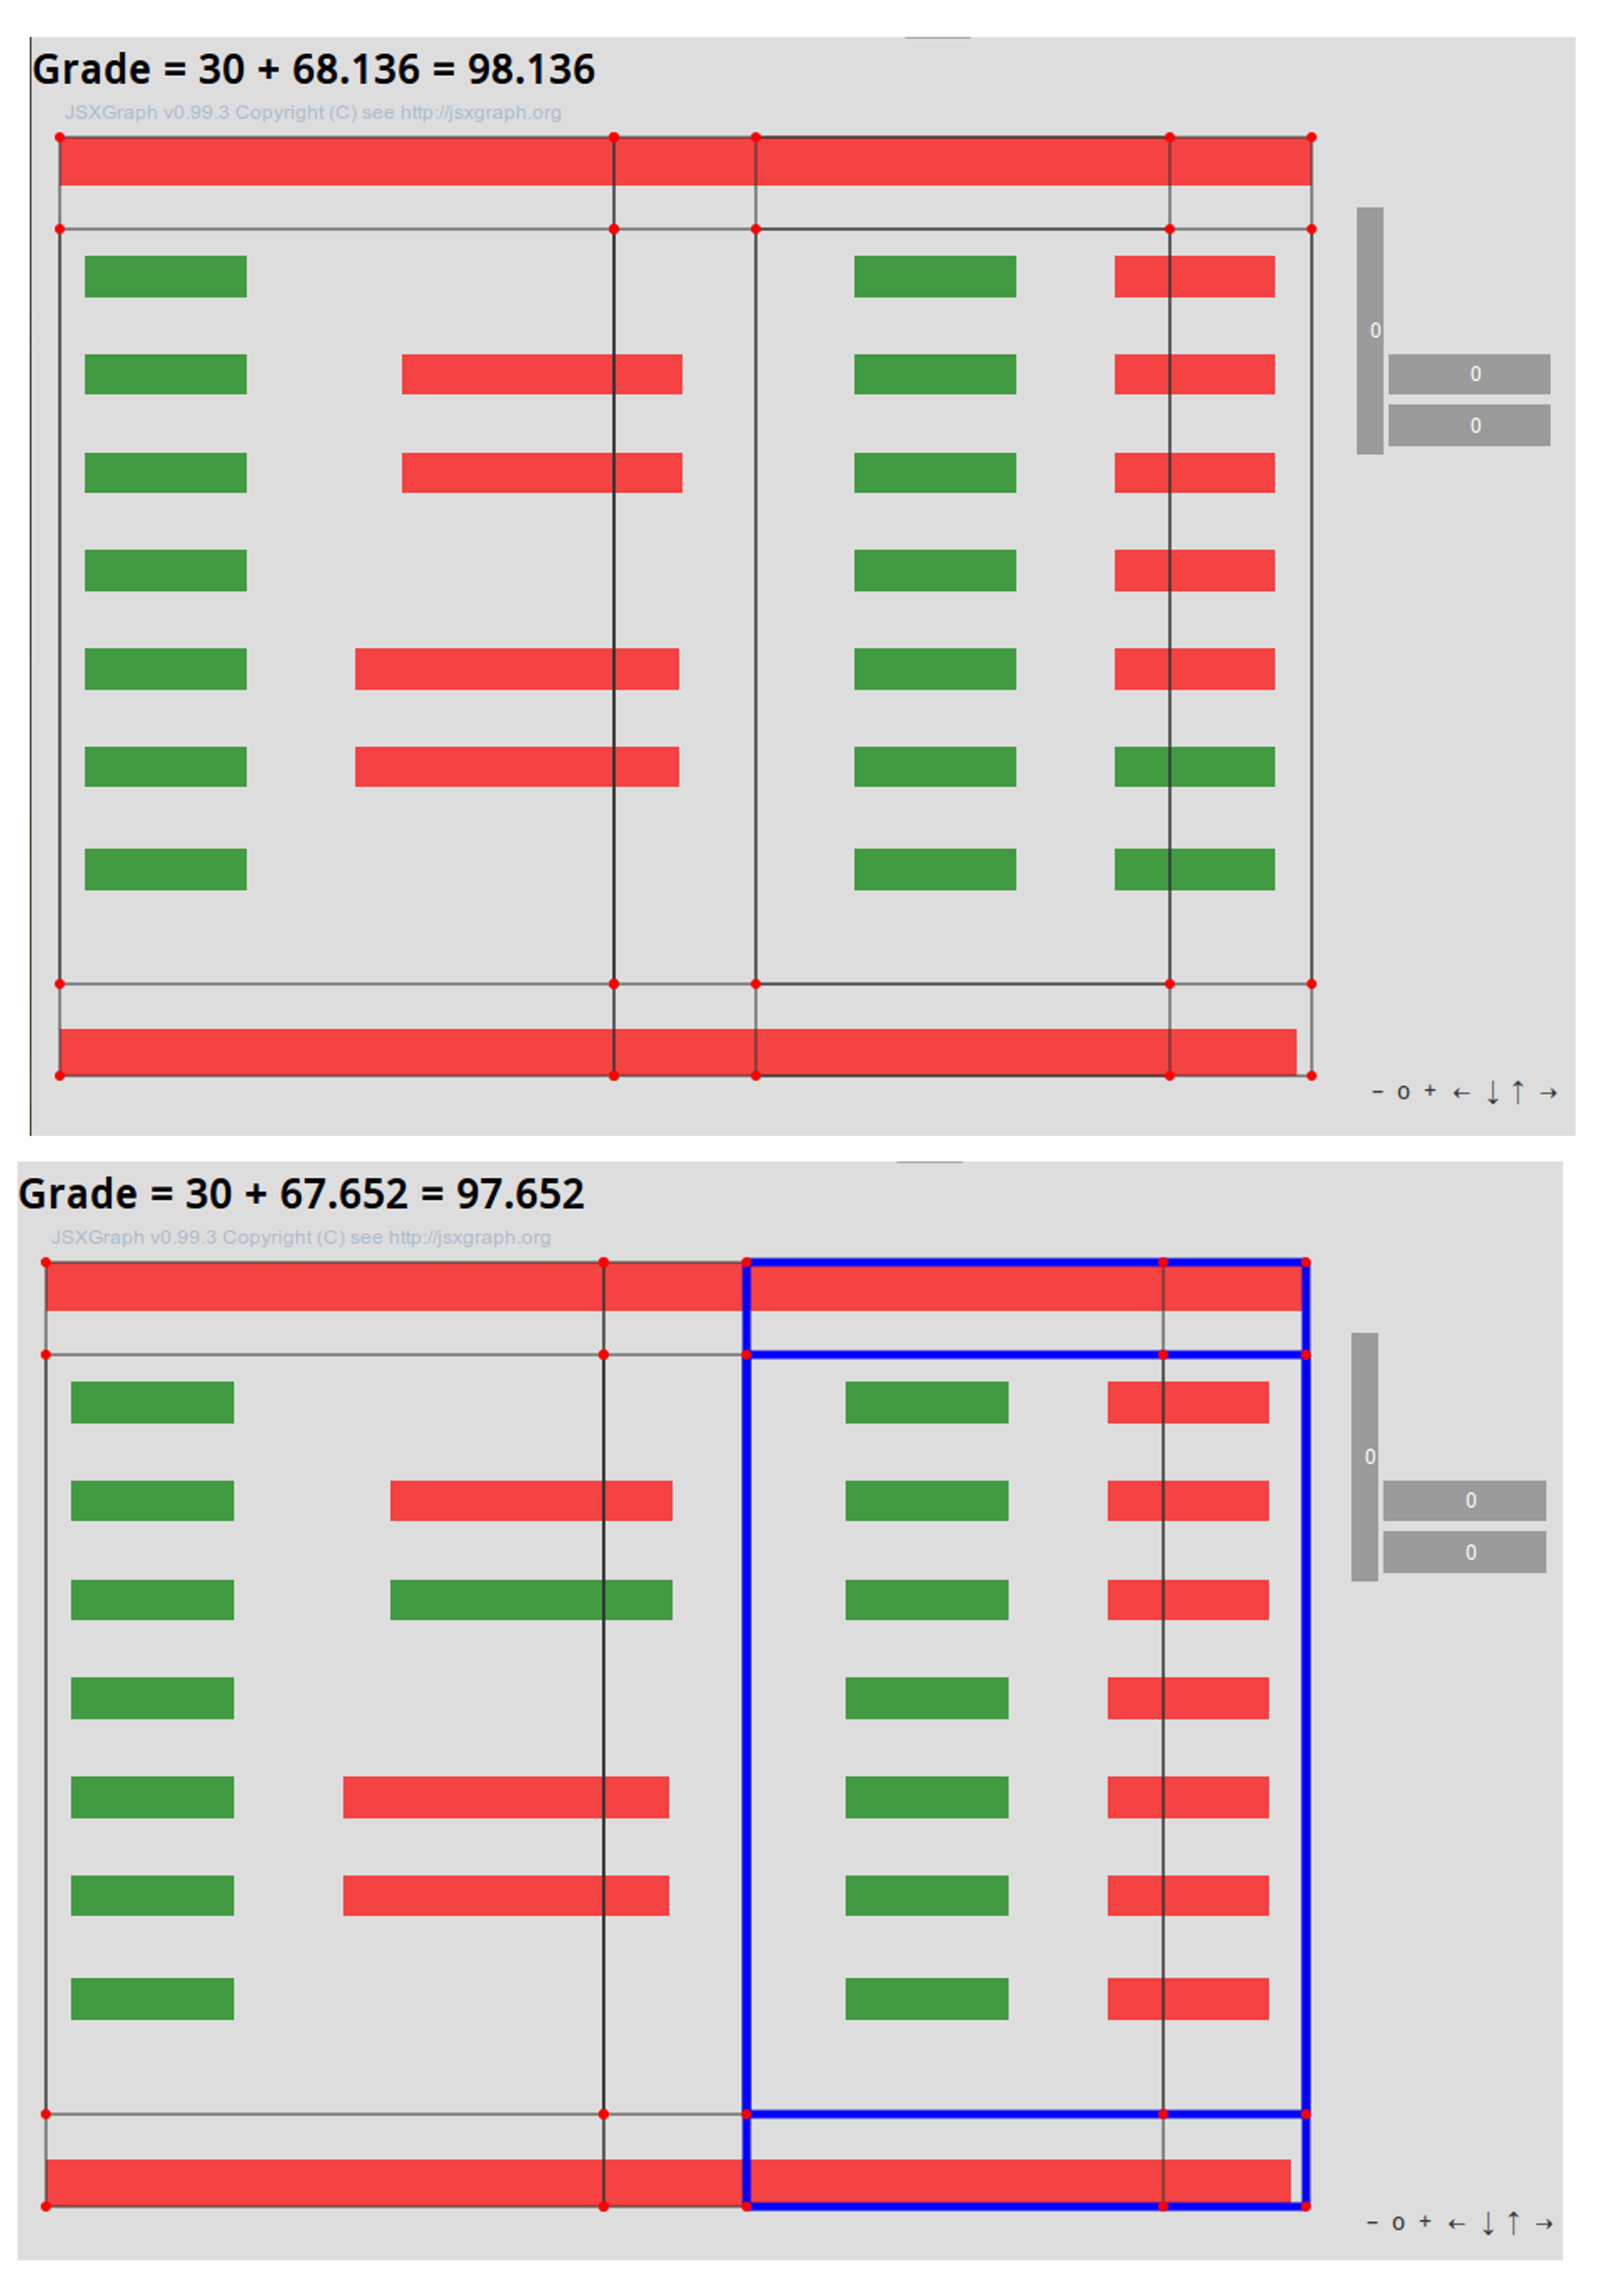 Grade = 30 + 68.136 = 98.136
JSXGraph v0.99.3 Copyright (C) see http://jsxgraph.org
0
0
0
− o + ← ↓ ↑ →
Grade = 30 + 67.652 = 97.652
JSXGraph v0.99.3 Copyright (C) see http://jsxgraph.org
0
0
0
− o + ← ↓ ↑ →